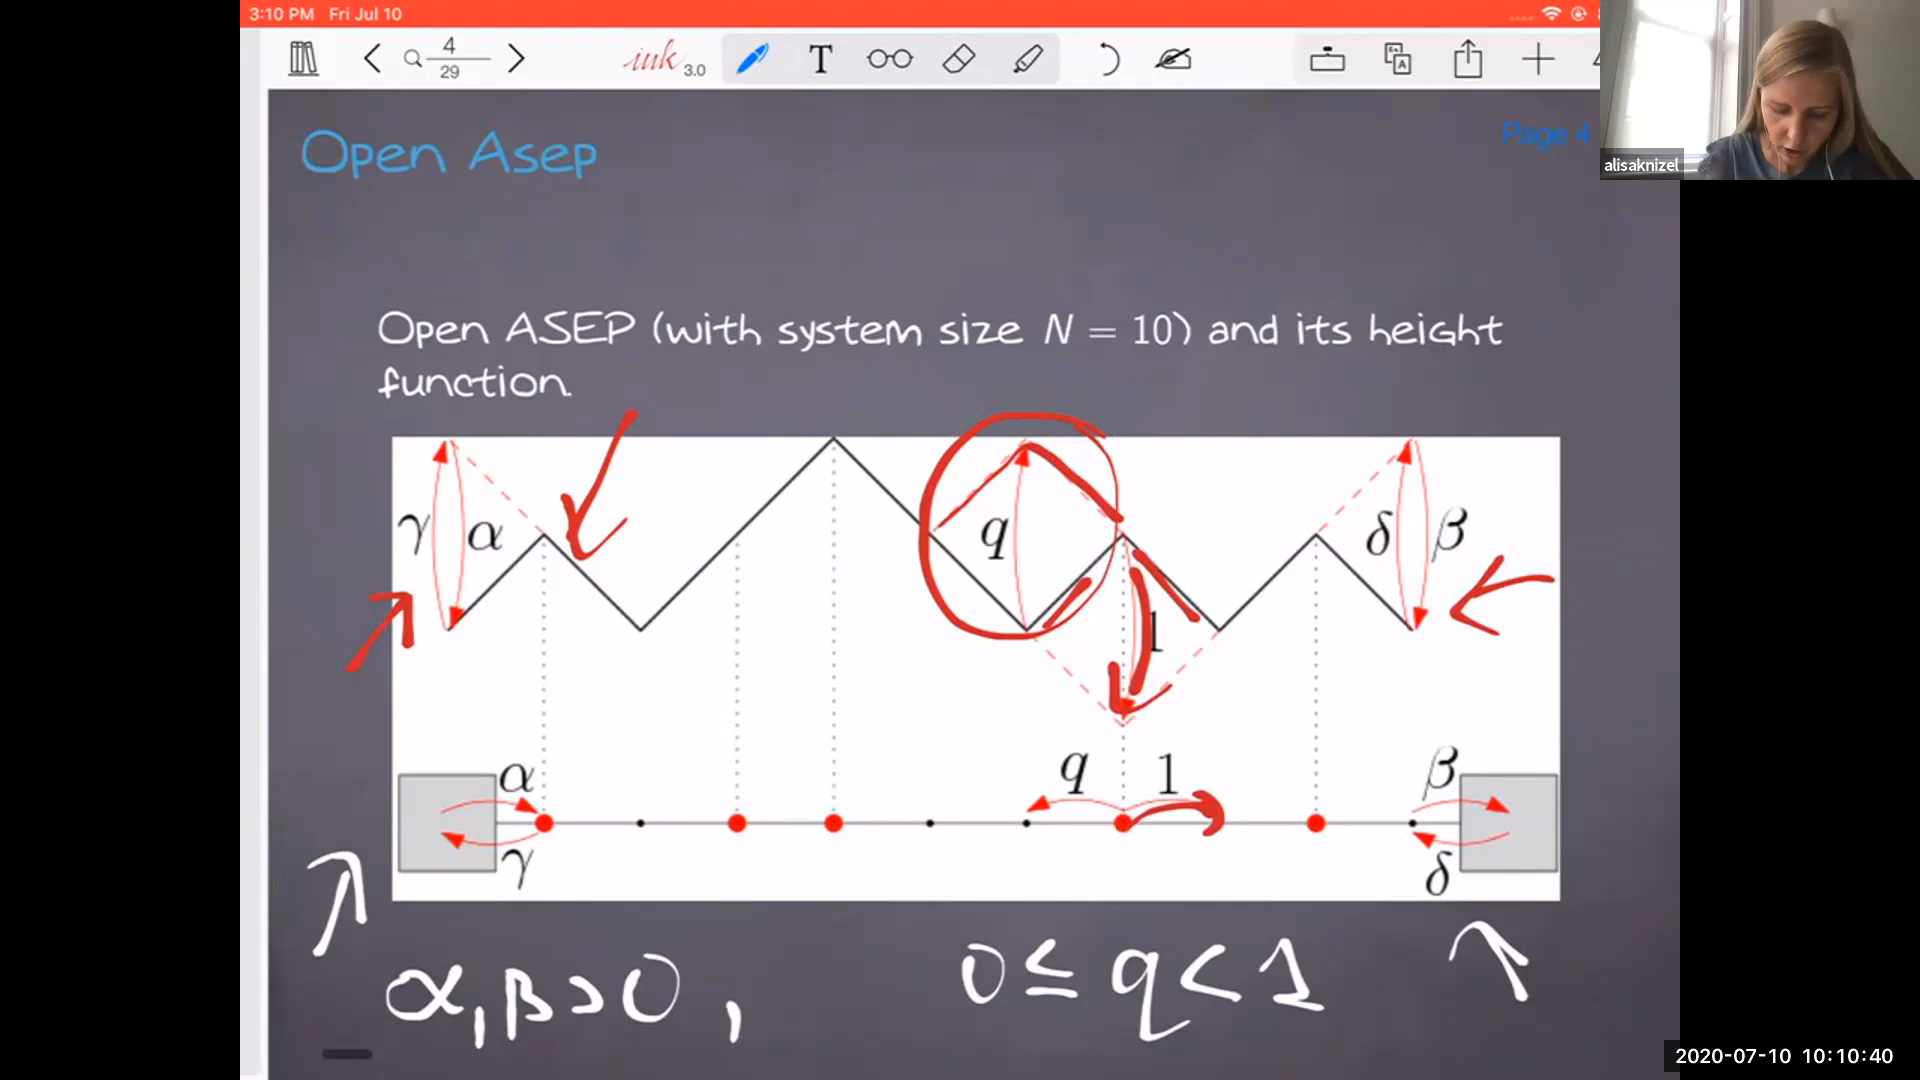 3:10 PM Fri Jul 10
4
29
ink 3.0
T
alisaknizel
Open Asep
Page 4
Open ASEP (with system size N = 10) and its height
function.
γ α q 1 δ β
α q 1 β
γ δ
α, β > 0, 0 ≤ q < 1
2020-07-10 10:10:40